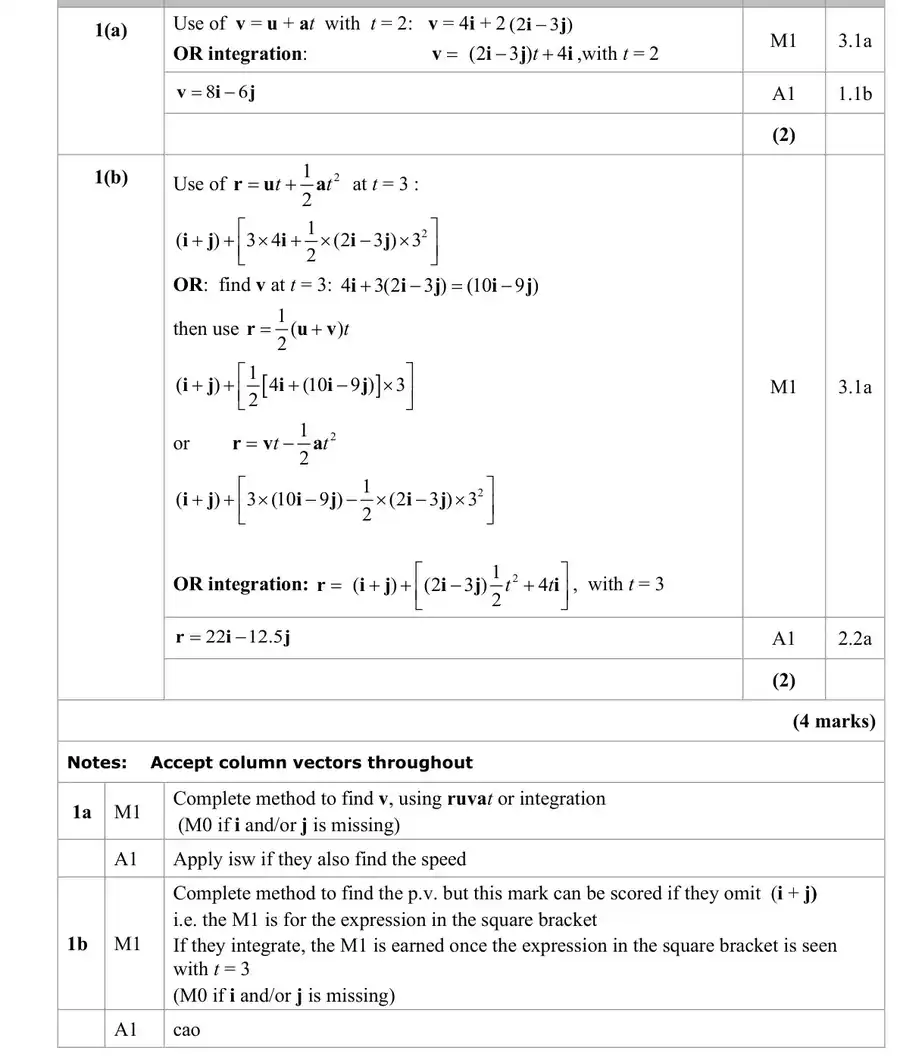 1(a) Use of v = u + at with t = 2: v = 4i + 2(2i − 3j)
OR integration: v = (2i − 3j)t + 4i ,with t = 2 M1 3.1a
v = 8i − 6j A1 1.1b
(2)
1(b) Use of r = ut + 1/2 at² at t = 3 :
(i + j) + [3 × 4i + 1/2 × (2i − 3j) × 3²]
OR: find v at t = 3: 4i + 3(2i − 3j) = (10i − 9j)
then use r = 1/2 (u + v)t
(i + j) + [1/2 [4i + (10i − 9j)] × 3] M1 3.1a
or r = vt − 1/2 at²
(i + j) + [3 × (10i − 9j) − 1/2 × (2i − 3j) × 3²]
OR integration: r = (i + j) + [(2i − 3j) 1/2 t² + 4ti], with t = 3
r = 22i − 12.5j A1 2.2a
(2)
(4 marks)
Notes: Accept column vectors throughout
1a M1 Complete method to find v, using ruvat or integration
(M0 if i and/or j is missing)
A1 Apply isw if they also find the speed
Complete method to find the p.v. but this mark can be scored if they omit (i + j)
i.e. the M1 is for the expression in the square bracket
1b M1 If they integrate, the M1 is earned once the expression in the square bracket is seen
with t = 3
(M0 if i and/or j is missing)
A1 cao